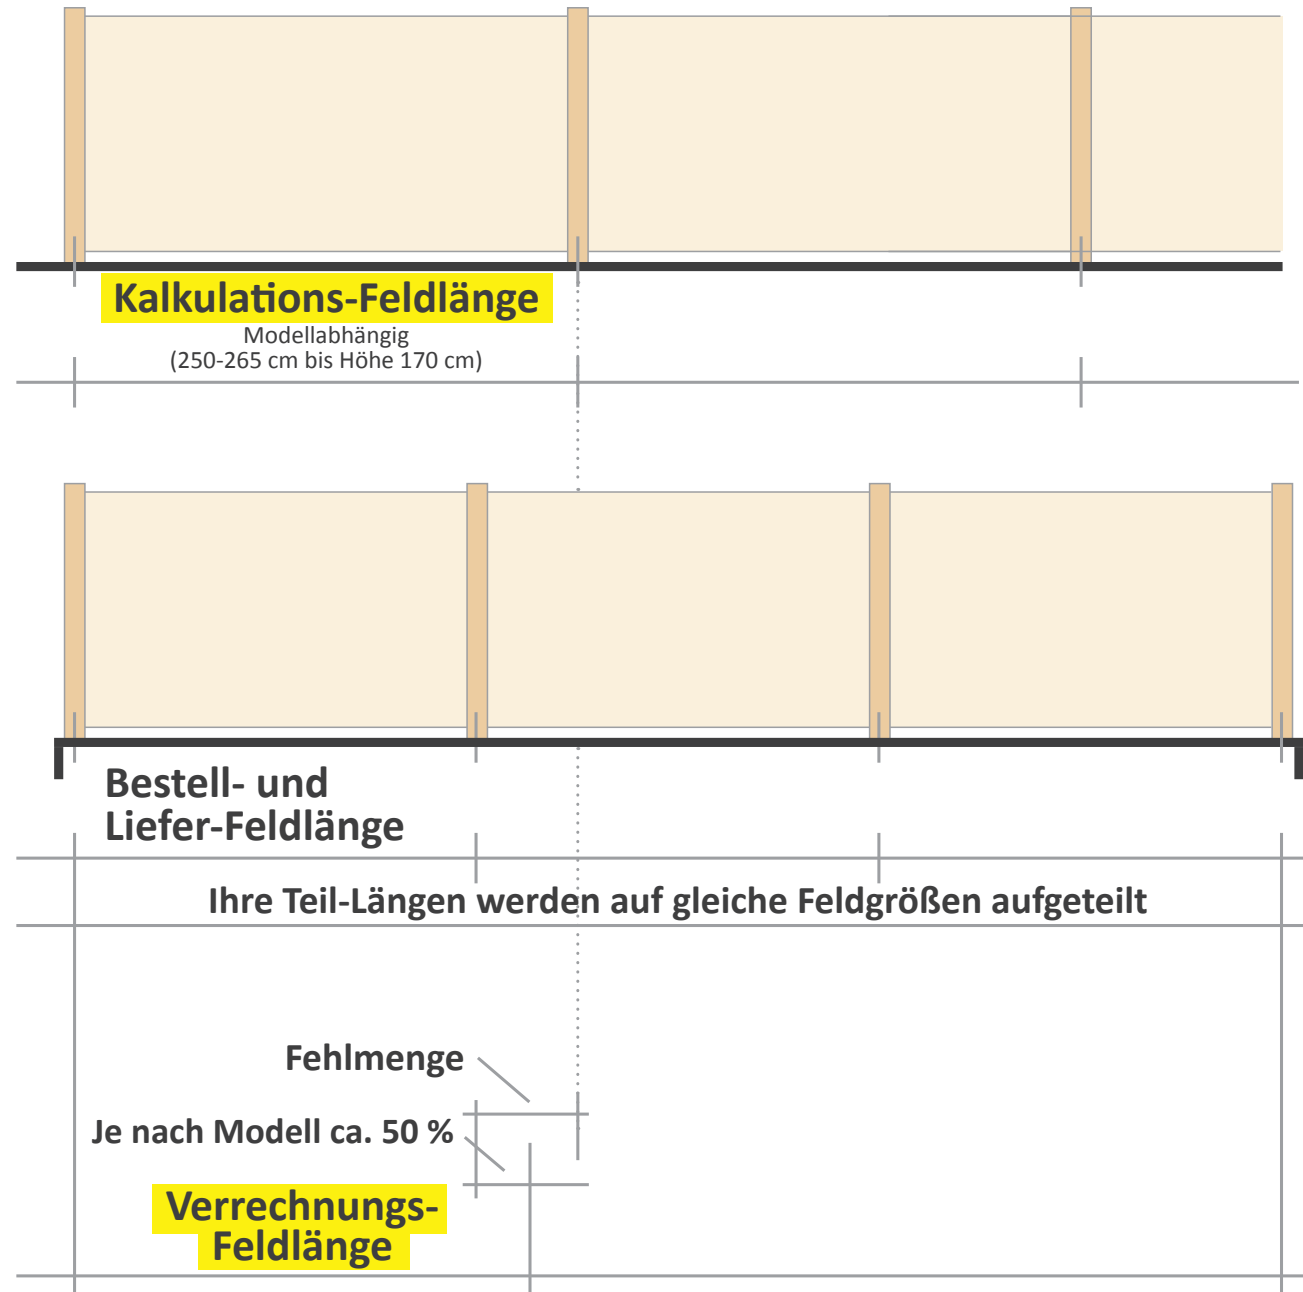 Kalkulations-Feldlänge
Modellabhängig
(250-265 cm bis Höhe 170 cm)
Bestell- und
Liefer-Feldlänge
Ihre Teil-Längen werden auf gleiche Feldgrößen aufgeteilt
Fehlmenge
Je nach Modell ca. 50 %
Verrechnungs-
Feldlänge